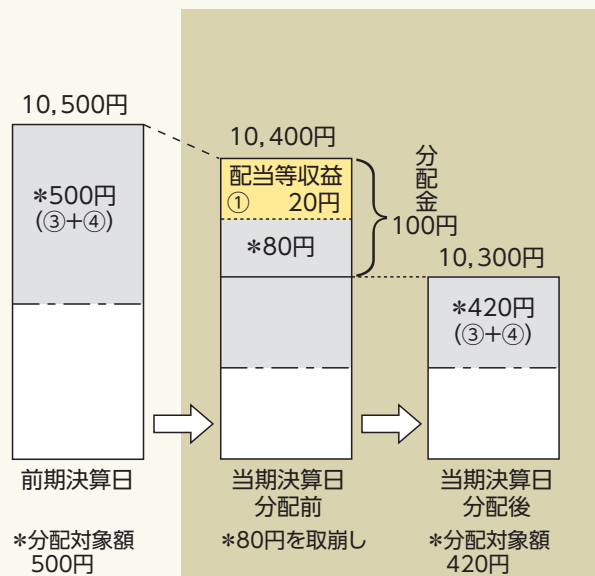 10,500円
＊500円
(③+④)
前期決算日
＊分配対象額
500円
10,400円
配当等収益
① 20円
＊80円
分配金
100円
当期決算日
分配前
＊80円を取崩し
10,300円
＊420円
(③+④)
当期決算日
分配後
＊分配対象額
420円